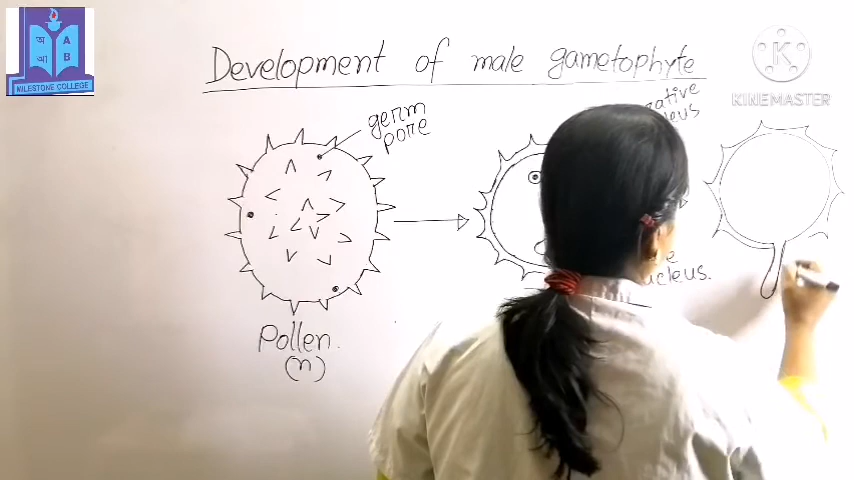 অ A
আ B
MILESTONE COLLEGE
Development of male gametophyte
K
KINEMASTER
germ
pore
Pollen
(n)